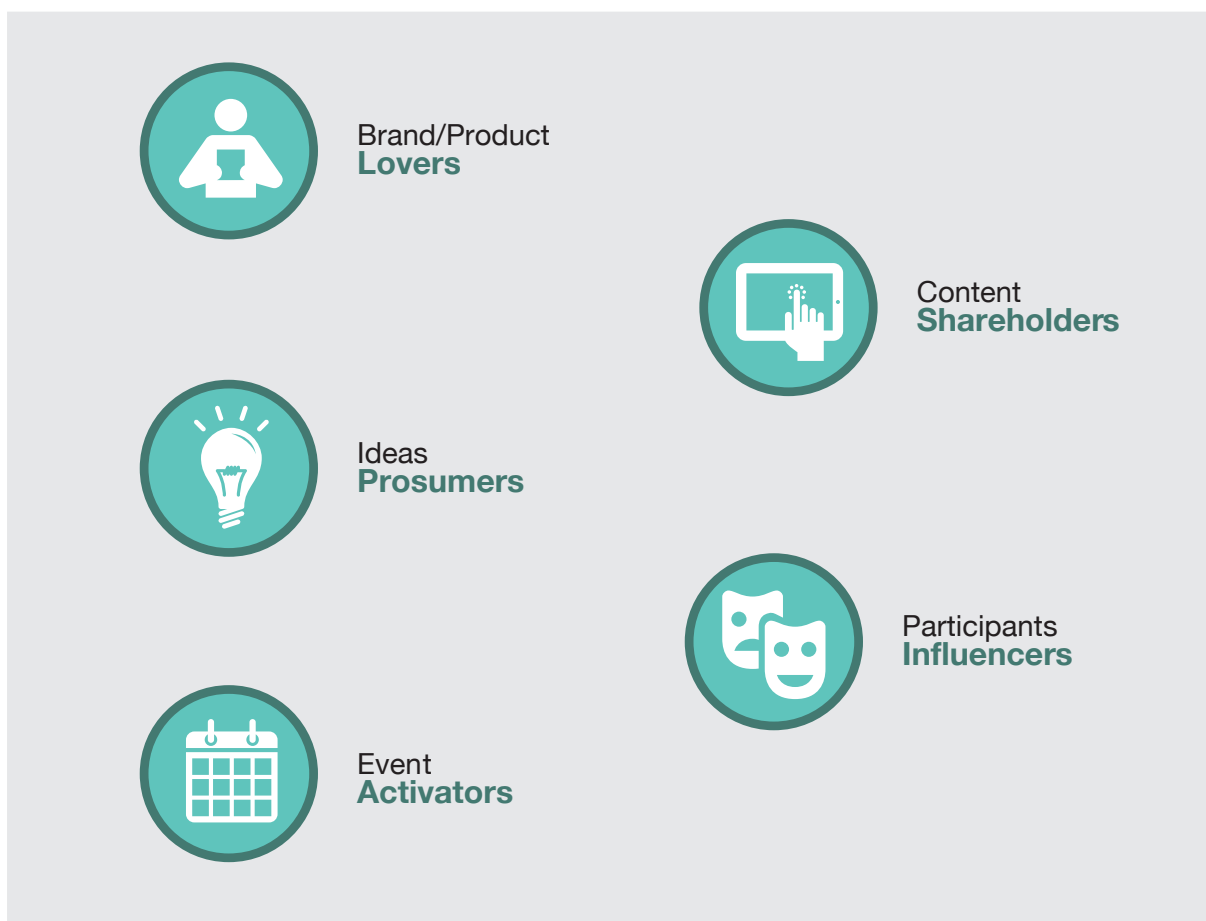 Brand/Product
Lovers
Content
Shareholders
Ideas
Prosumers
Participants
Influencers
Event
Activators